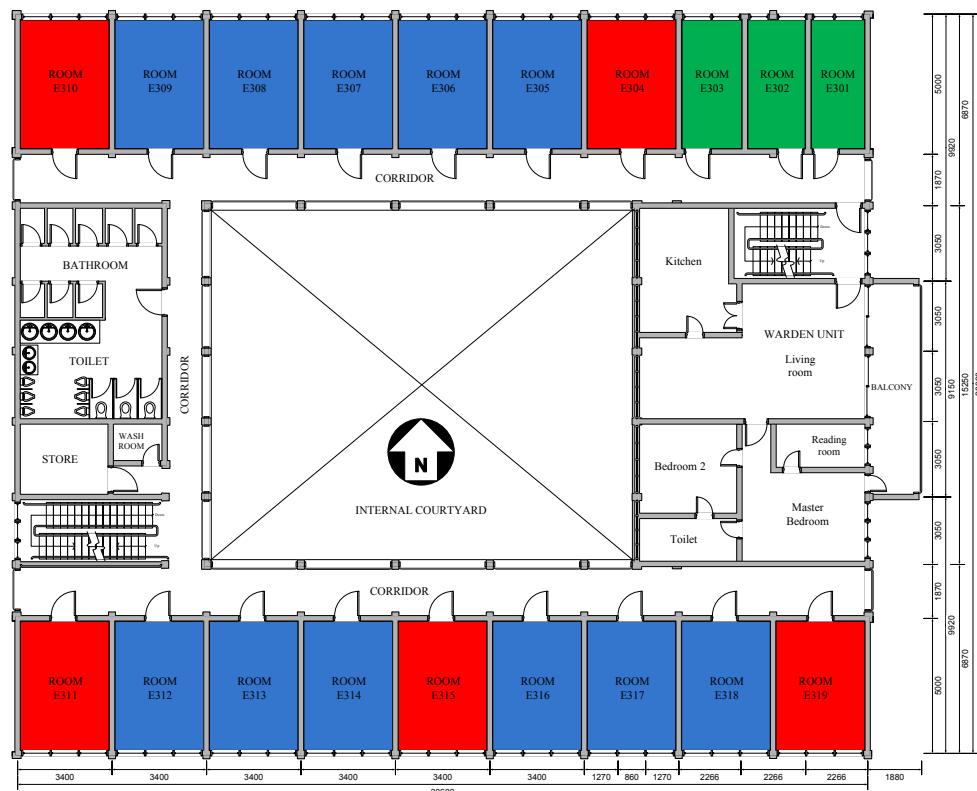 ROOM
E310
ROOM
E309
ROOM
E308
ROOM
E307
ROOM
E306
ROOM
E305
ROOM
E304
ROOM
E303
ROOM
E302
ROOM
E301
CORRIDOR
BATHROOM
TOILET
CORRIDOR
WASH
ROOM
STORE
Down
Up
Kitchen
Down
Up
WARDEN UNIT
Living
room
BALCONY
Bedroom 2
Reading
room
Master
Bedroom
Toilet
N
INTERNAL COURTYARD
CORRIDOR
ROOM
E311
ROOM
E312
ROOM
E313
ROOM
E314
ROOM
E315
ROOM
E316
ROOM
E317
ROOM
E318
ROOM
E319
5000
1870
3050
3050
3050
3050
3050
1870
5000
9920
9150
9920
6870
15250
6870
3400
3400
3400
3400
3400
3400
1270
860
1270
2266
2266
2266
1880